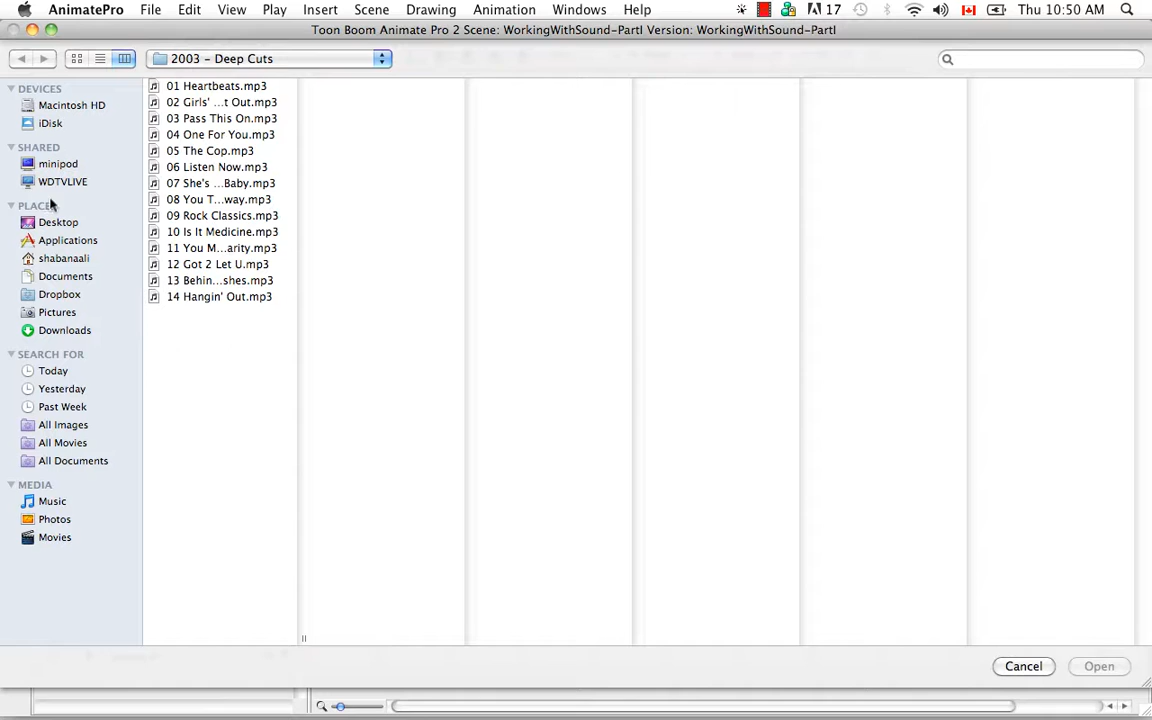 AnimatePro File Edit View Play Insert Scene Drawing Animation Windows Help 17 Thu 10:50 AM
Toon Boom Animate Pro 2 Scene: WorkingWithSound-PartI Version: WorkingWithSound-PartI
2003 - Deep Cuts
DEVICES
Macintosh HD
iDisk
SHARED
minipod
WDTVLIVE
PLACE
Desktop
Applications
shabanaali
Documents
Dropbox
Pictures
Downloads
SEARCH FOR
Today
Yesterday
Past Week
All Images
All Movies
All Documents
MEDIA
Music
Photos
Movies
01 Heartbeats.mp3
02 Girls' ...t Out.mp3
03 Pass This On.mp3
04 One For You.mp3
05 The Cop.mp3
06 Listen Now.mp3
07 She's ...Baby.mp3
08 You T...way.mp3
09 Rock Classics.mp3
10 Is It Medicine.mp3
11 You M...arity.mp3
12 Got 2 Let U.mp3
13 Behin...shes.mp3
14 Hangin' Out.mp3
Cancel Open